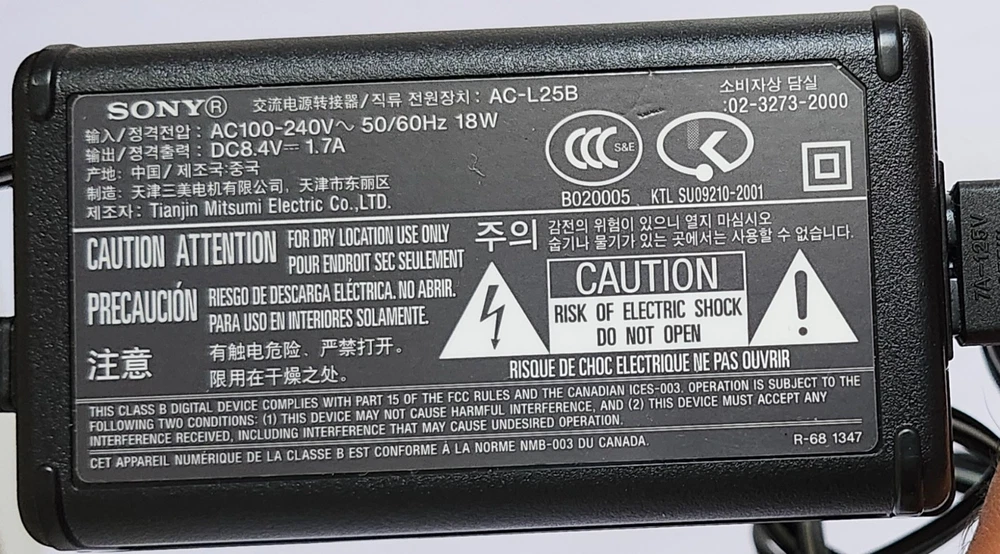 SONY® 交流电源转接器/직류 전원장치: AC-L25B
소비자상 담실
:02-3273-2000
输入/정격전압: AC100-240V～ 50/60Hz 18W
输出/정격출력: DC8.4V⎓ 1.7A
产地: 中国/제조국:중국
制造: 天津三美电机有限公司, 天津市东丽区
제조자: Tianjin Mitsumi Electric Co.,LTD.
CCC S&E
B020005
KTL SU09210-2001
CAUTION ATTENTION
FOR DRY LOCATION USE ONLY
POUR ENDROIT SEC SEULEMENT
PRECAUCIÓN
RIESGO DE DESCARGA ELÉCTRICA. NO ABRIR.
PARA USO EN INTERIORES SOLAMENTE.
注意
有触电危险、严禁打开。
限用在干燥之处。
주의
감전의 위험이 있으니 열지 마십시오
습기나 물기가 있는 곳에서는 사용할 수 없습니다.
CAUTION
RISK OF ELECTRIC SHOCK
DO NOT OPEN
RISQUE DE CHOC ELECTRIQUE NE PAS OUVRIR
THIS CLASS B DIGITAL DEVICE COMPLIES WITH PART 15 OF THE FCC RULES AND THE CANADIAN ICES-003. OPERATION IS SUBJECT TO THE
FOLLOWING TWO CONDITIONS: (1) THIS DEVICE MAY NOT CAUSE HARMFUL INTERFERENCE, AND (2) THIS DEVICE MUST ACCEPT ANY
INTERFERENCE RECEIVED, INCLUDING INTERFERENCE THAT MAY CAUSE UNDESIRED OPERATION.
CET APPAREIL NUMÉRIQUE DE LA CLASSE B EST CONFORME À LA NORME NMB-003 DU CANADA.
R-68 1347
7A-125V